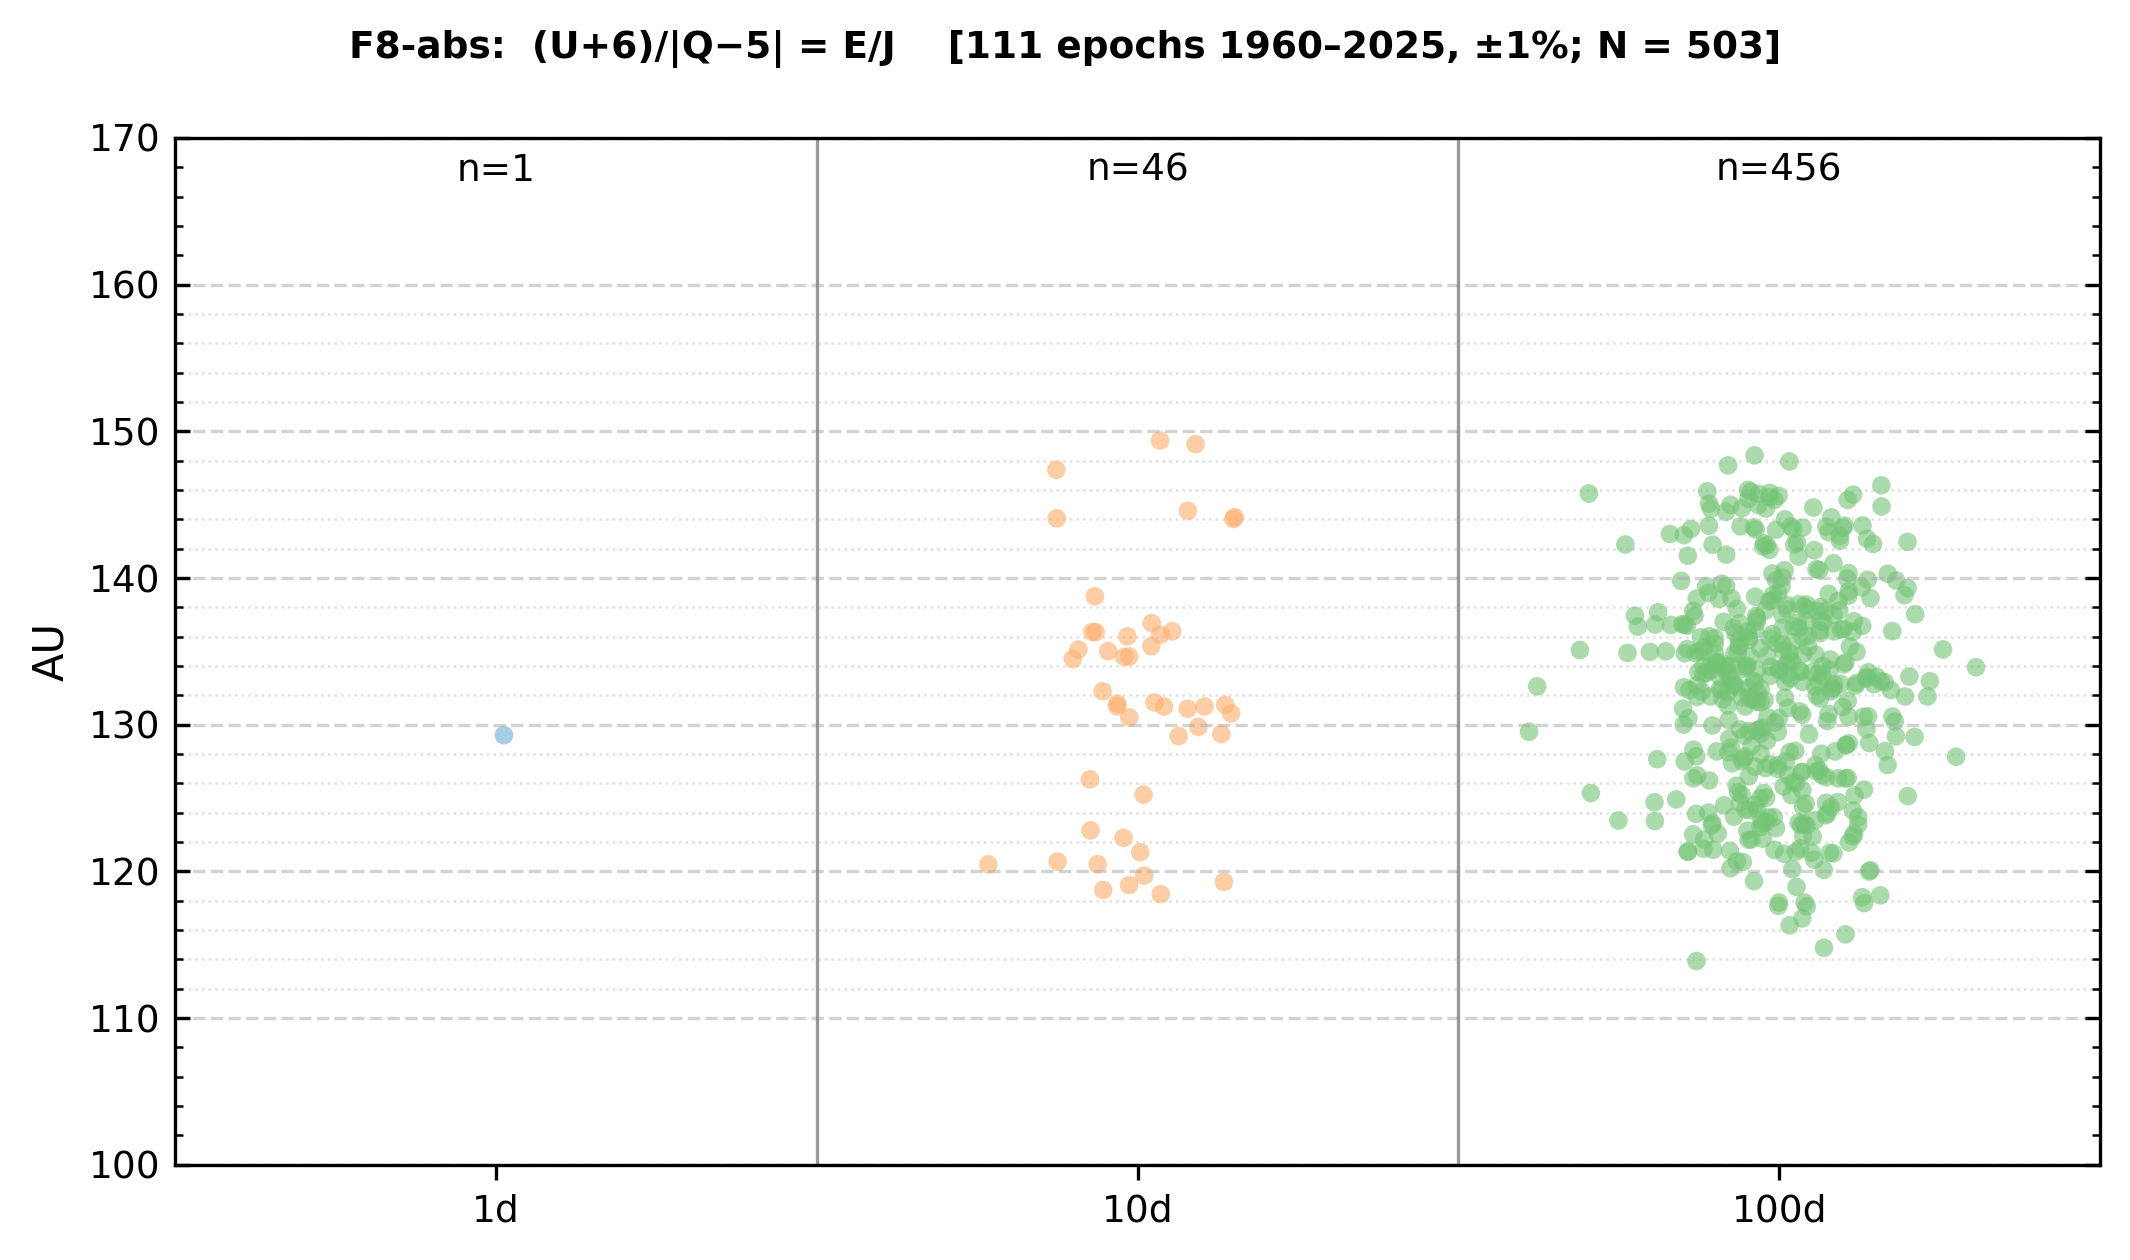 F8-abs:  (U+6)/|Q−5| = E/J    [111 epochs 1960–2025, ±1%; N = 503]
n=1
n=46
n=456
170
160
150
140
130
120
110
100
AU
1d
10d
100d